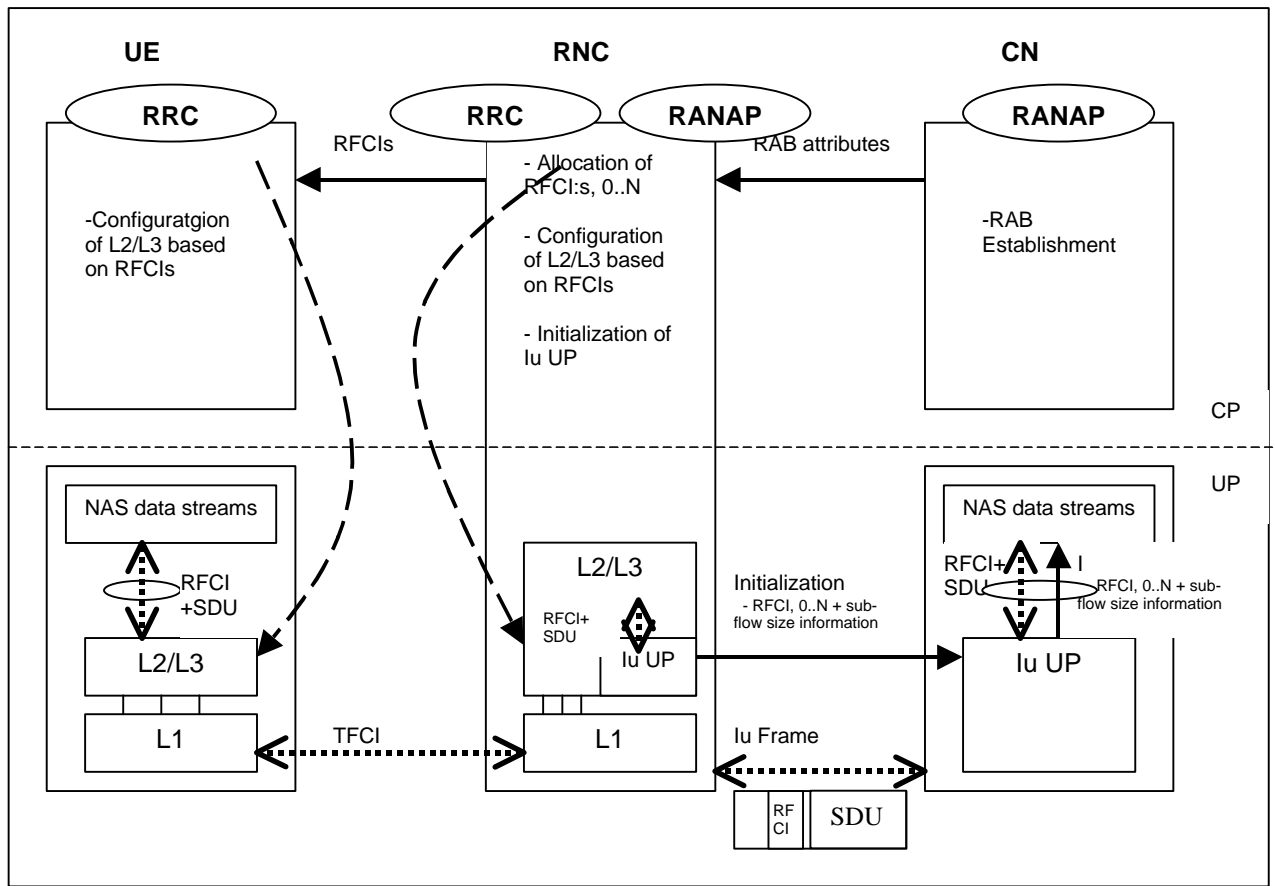 UE
RNC
CN
RRC
RRC
RANAP
RANAP
RFCIs
RAB attributes
-Configuratgion
of L2/L3 based
on RFCIs
- Allocation of
RFCI:s, 0..N
- Configuration
of L2/L3 based
on RFCIs
- Initialization of
Iu UP
-RAB
Establishment
CP
UP
NAS data streams
RFCI
+SDU
L2/L3
L1
TFCI
L2/L3
RFCI+
SDU
Iu UP
L1
Initialization
- RFCI, 0..N + sub-
flow size information
Iu Frame
RF
CI
SDU
NAS data streams
RFCI+
SDU
I
RFCI, 0..N + sub-
flow size information
Iu UP